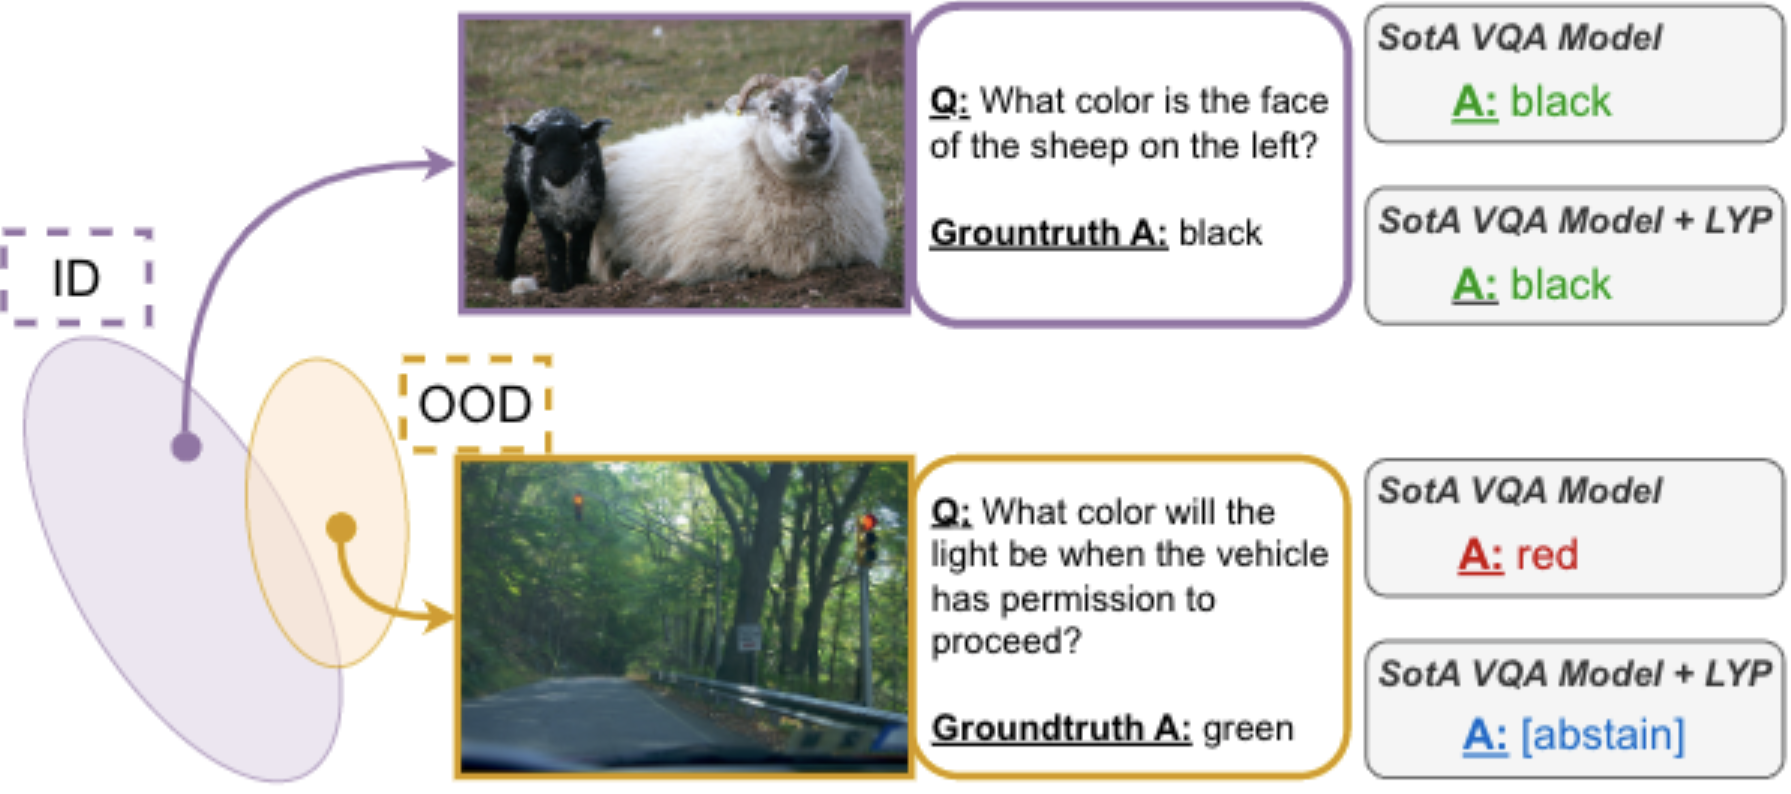 ID
Q: What color is the face
of the sheep on the left?
Grountruth A: black
SotA VQA Model
A: black
SotA VQA Model + LYP
A: black
OOD
Q: What color will the
light be when the vehicle
has permission to
proceed?
Groundtruth A: green
SotA VQA Model
A: red
SotA VQA Model + LYP
A: [abstain]